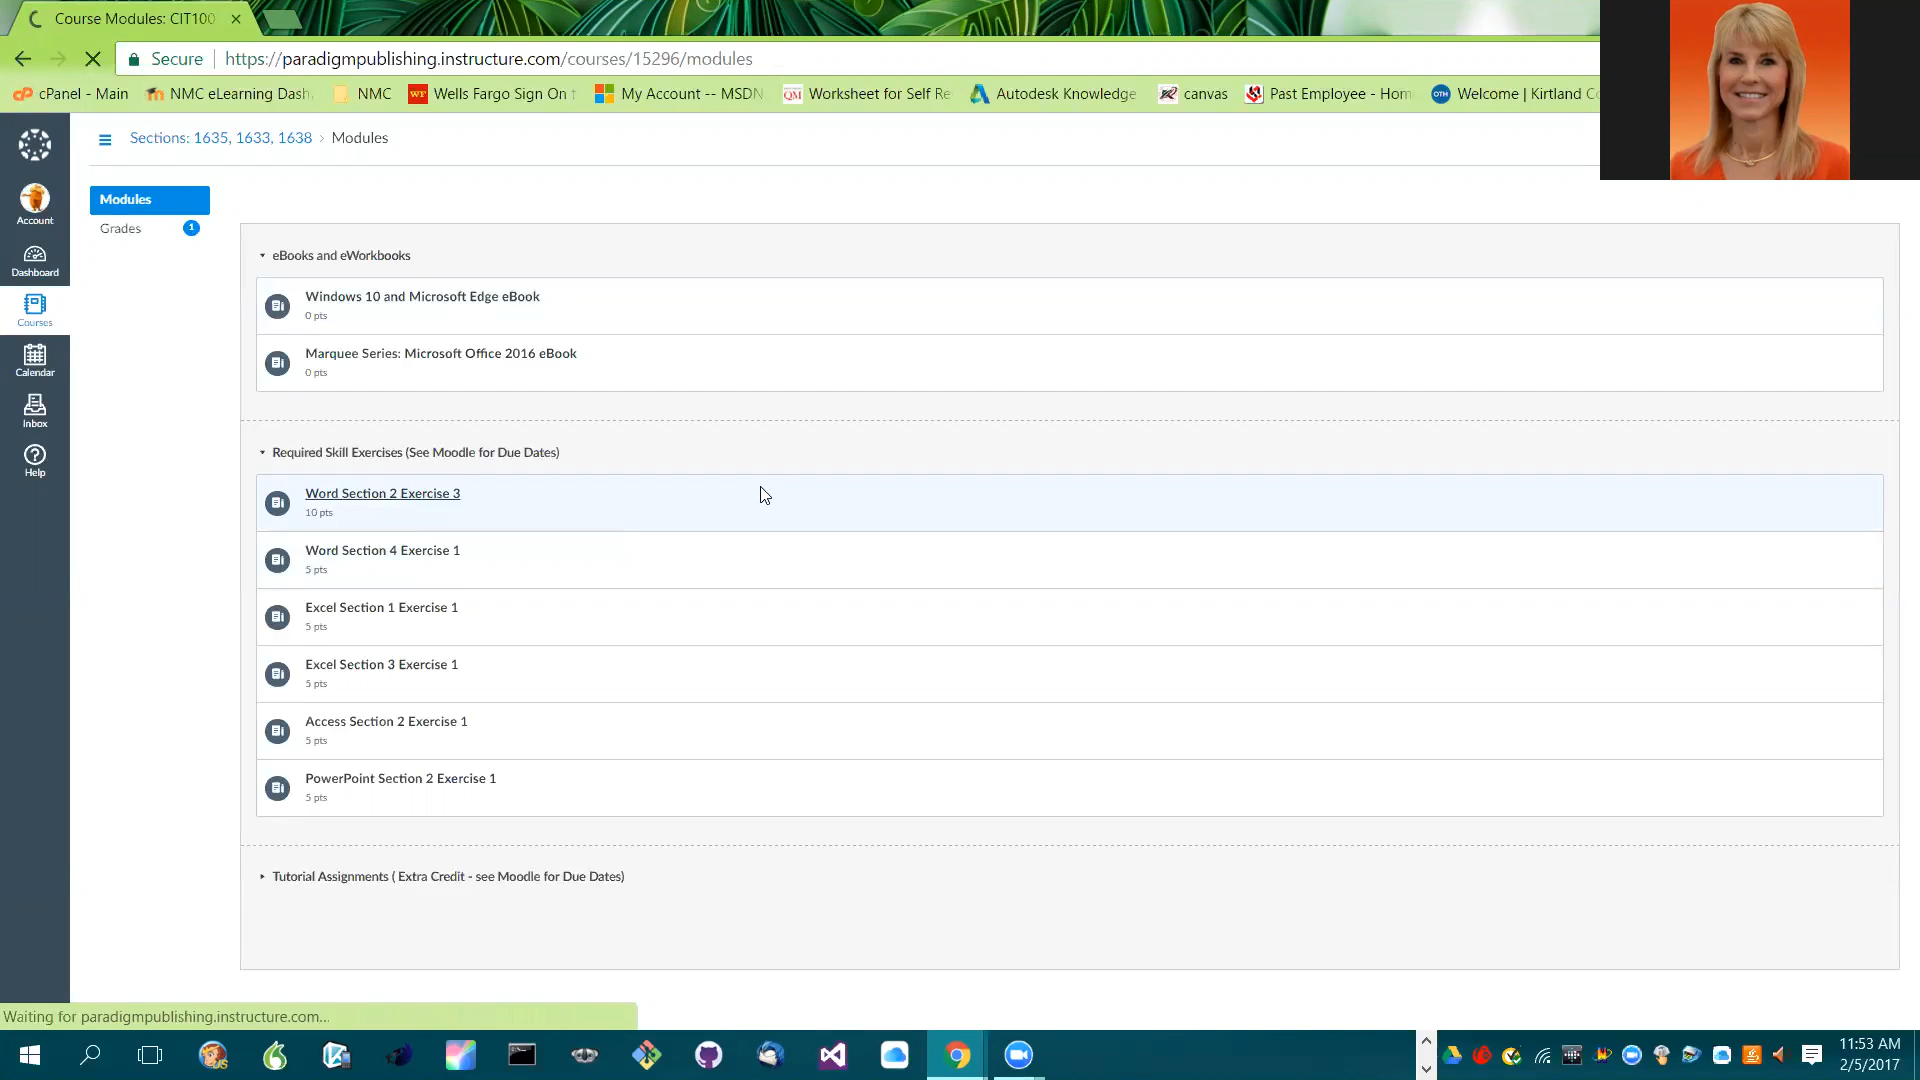 Course Modules: CIT100
Secure https://paradigmpublishing.instructure.com/courses/15296/modules
cPanel - Main NMC eLearning Dash NMC Wells Fargo Sign On My Account -- MSDN Worksheet for Self Re Autodesk Knowledge canvas Past Employee - Hom Welcome | Kirtland Co
Sections: 1635, 1633, 1638 › Modules
Account
Dashboard
Courses
Calendar
Inbox
Help
Modules
Grades 1
eBooks and eWorkbooks
Windows 10 and Microsoft Edge eBook
0 pts
Marquee Series: Microsoft Office 2016 eBook
0 pts
Required Skill Exercises (See Moodle for Due Dates)
Word Section 2 Exercise 3
10 pts
Word Section 4 Exercise 1
5 pts
Excel Section 1 Exercise 1
5 pts
Excel Section 3 Exercise 1
5 pts
Access Section 2 Exercise 1
5 pts
PowerPoint Section 2 Exercise 1
5 pts
Tutorial Assignments ( Extra Credit - see Moodle for Due Dates)
Waiting for paradigmpublishing.instructure.com...
11:53 AM
2/5/2017